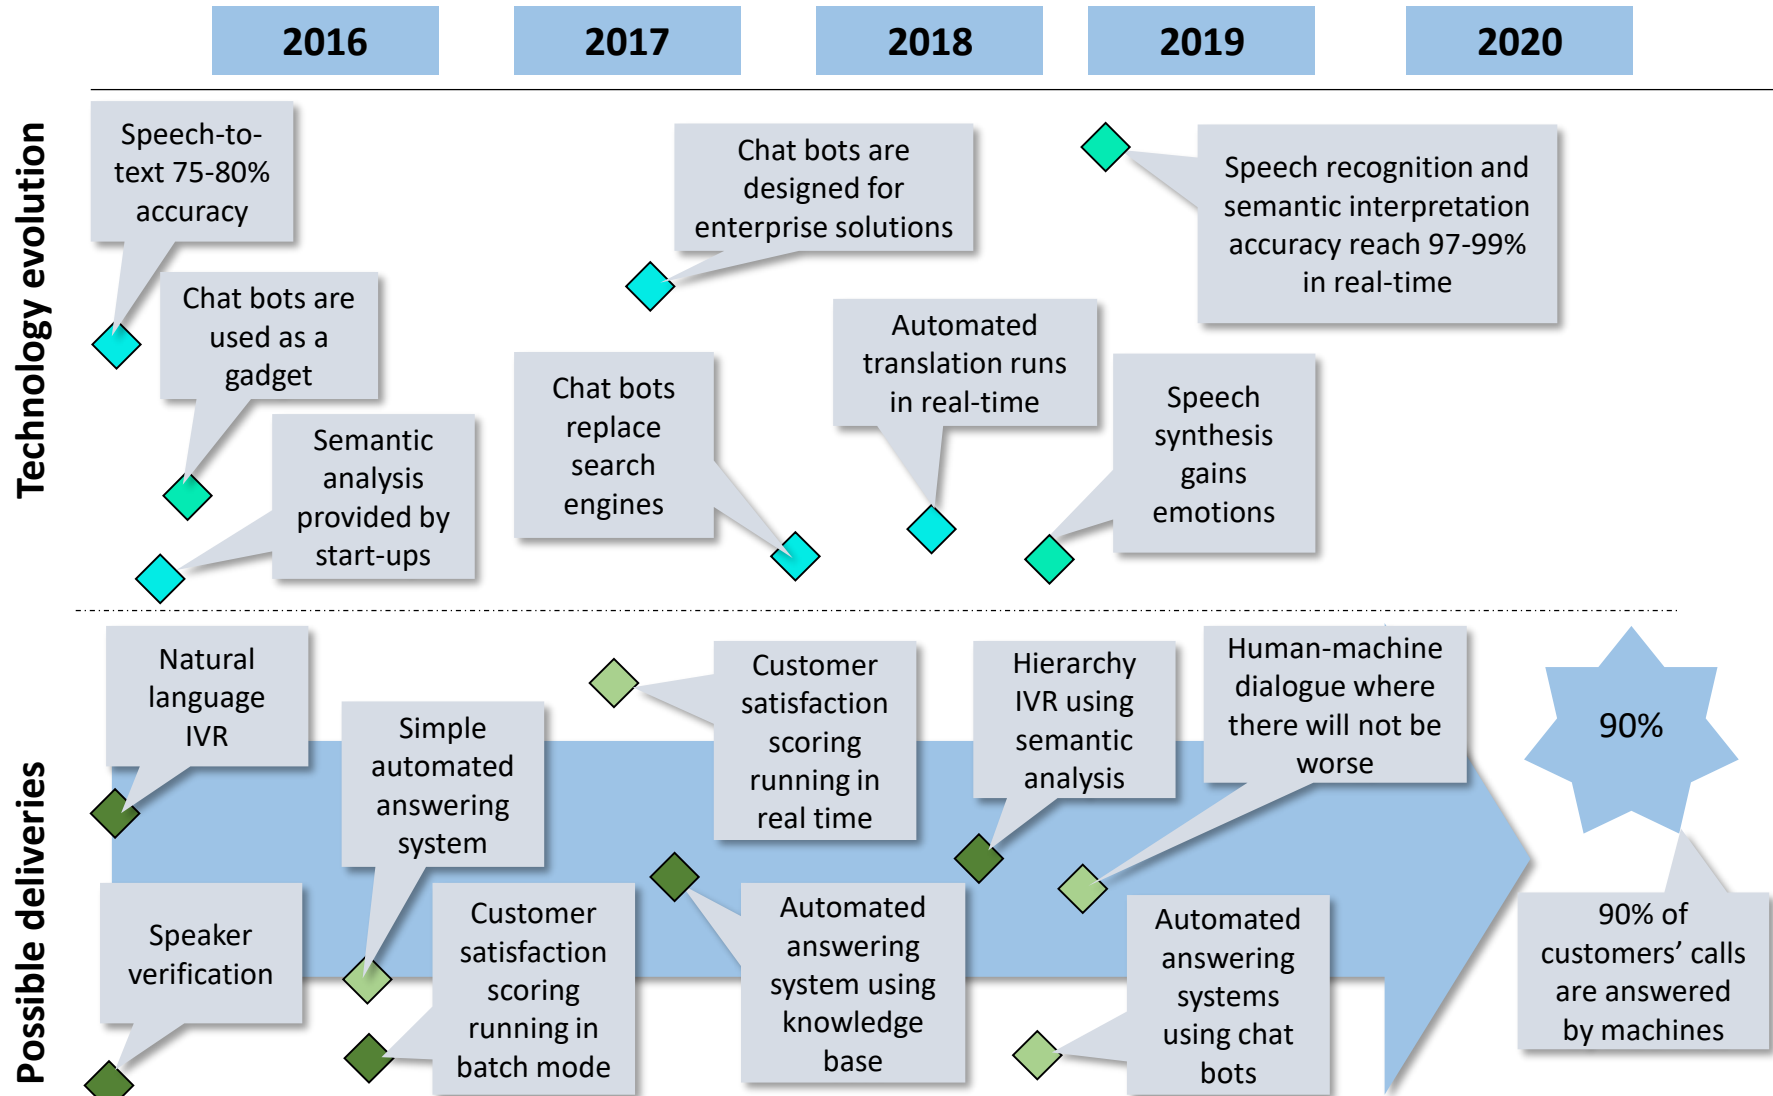 2016
2017
2018
2019
2020
Technology evolution
Speech-to-
text 75-80%
accuracy
Chat bots are
used as a
gadget
Semantic
analysis
provided by
start-ups
Chat bots are
designed for
enterprise solutions
Chat bots
replace
search
engines
Automated
translation runs
in real-time
Speech recognition and
semantic interpretation
accuracy reach 97-99%
in real-time
Speech
synthesis
gains
emotions
Possible deliveries
Natural
language
IVR
Speaker
verification
Simple
automated
answering
system
Customer
satisfaction
scoring
running in
batch mode
Customer
satisfaction
scoring
running in
real time
Automated
answering
system using
knowledge
base
Hierarchy
IVR using
semantic
analysis
Human-machine
dialogue where
there will not be
worse
Automated
answering
systems
using chat
bots
90%
90% of
customers’ calls
are answered
by machines